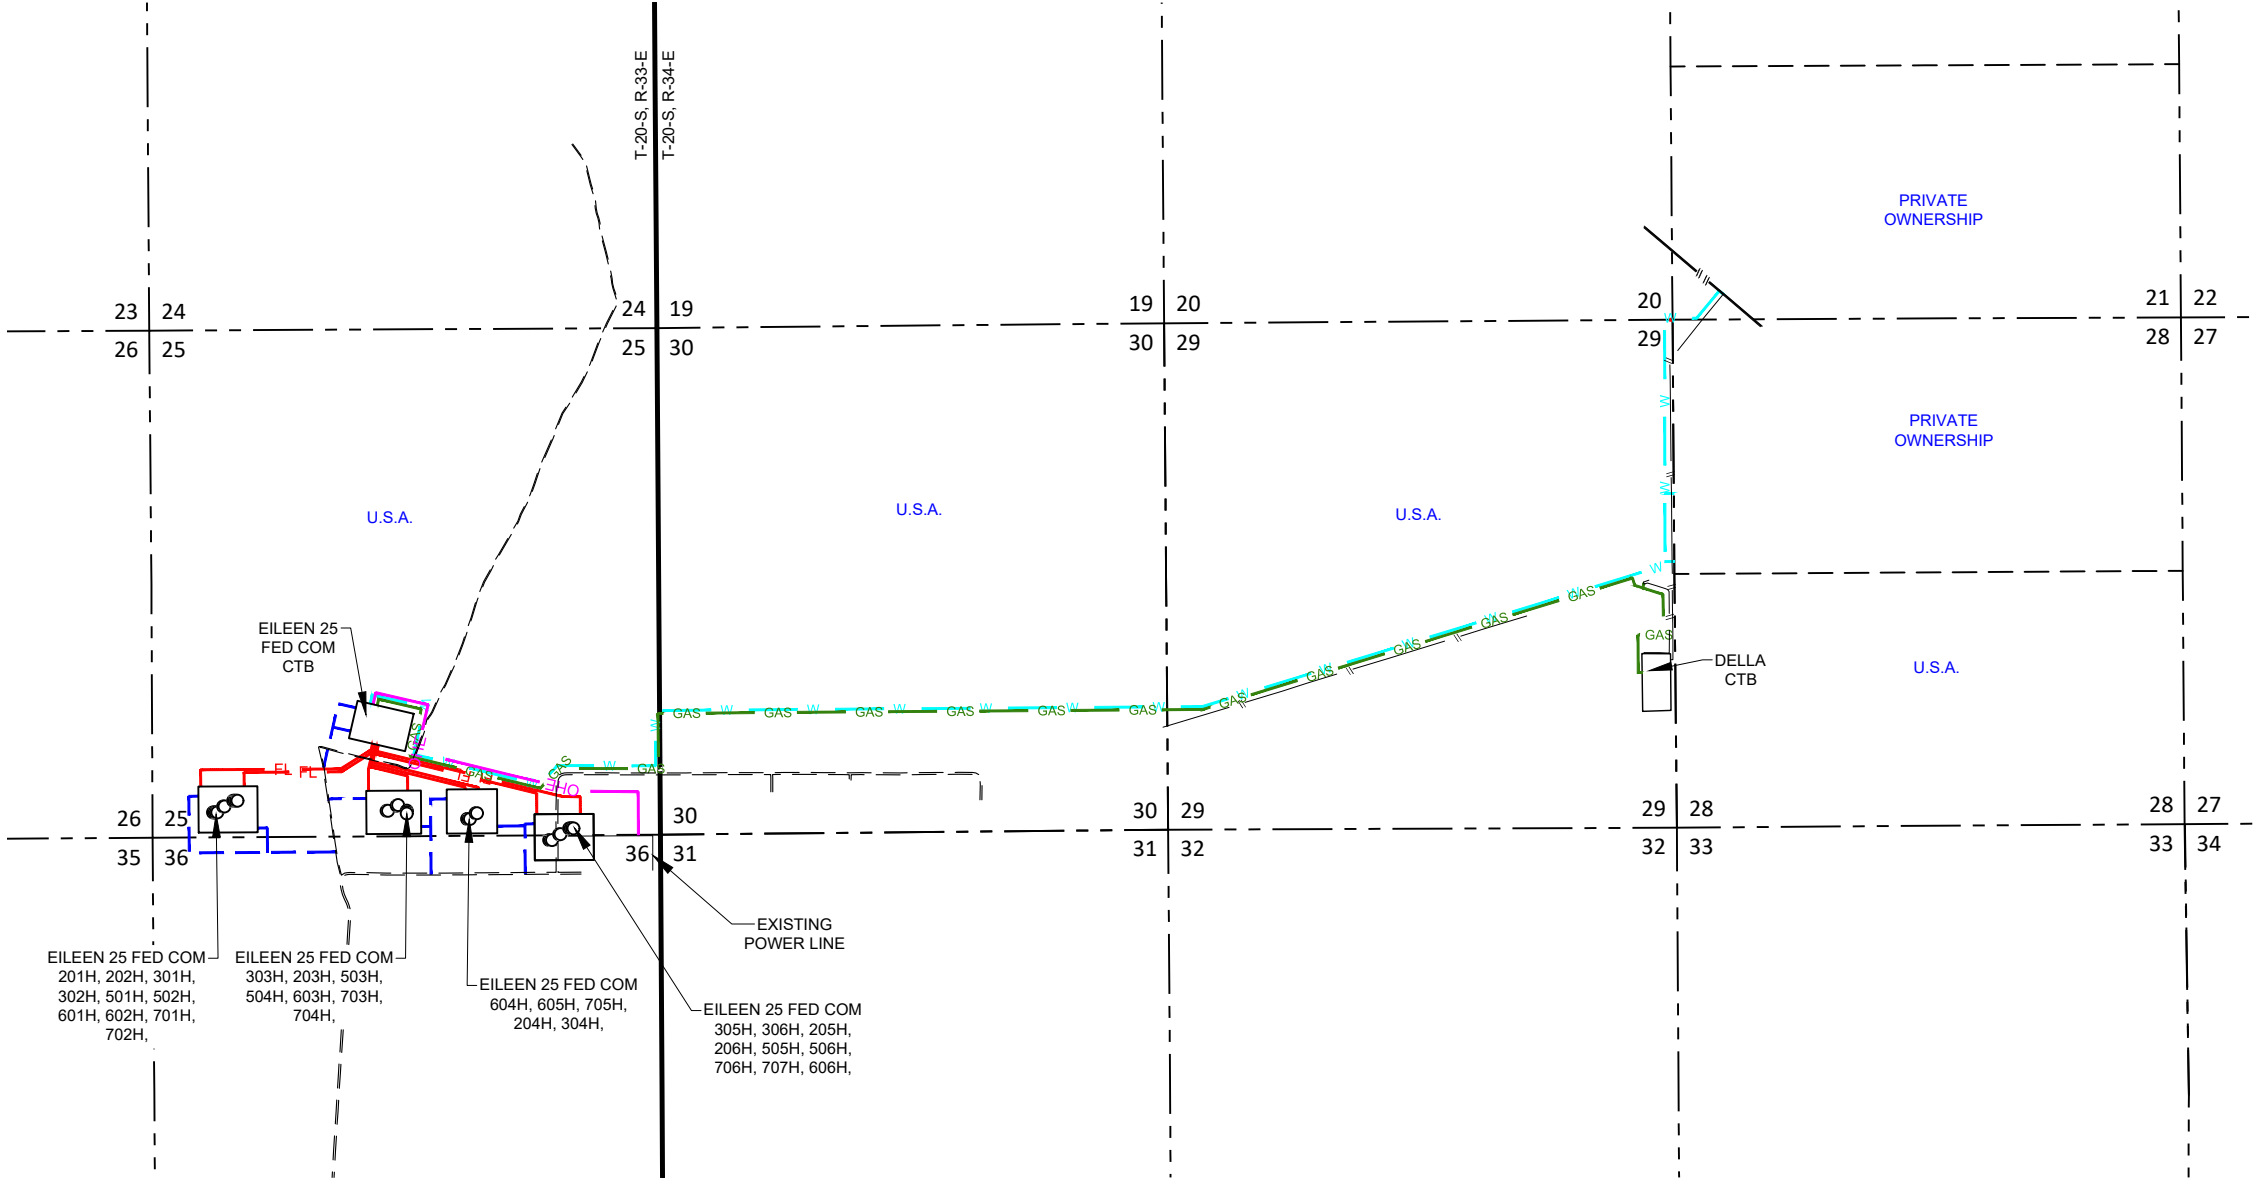 T-20-S, R-33-E
T-20-S, R-34-E
PRIVATE
OWNERSHIP
23 24
26 25
24 19
25 30
19 20
30 29
20
29
21 22
28 27
PRIVATE
OWNERSHIP
U.S.A.
U.S.A.
U.S.A.
W
W
W
W
W
W
W
W
W
W
GAS
GAS
GAS
GAS
GAS
GAS
EILEEN 25
FED COM
CTB
DELLA
CTB
U.S.A.
W
W
W
W
W
W
GAS
GAS
GAS
GAS
GAS
GAS
W
W
GAS
GAS
GAS
GAS
FL
FL
FL
OHE
26 25
35 36
30
36 31
30 29
31 32
29 28
32 33
28 27
33 34
EXISTING
POWER LINE
EILEEN 25 FED COM
201H, 202H, 301H,
302H, 501H, 502H,
601H, 602H, 701H,
702H,
EILEEN 25 FED COM
303H, 203H, 503H,
504H, 603H, 703H,
704H,
EILEEN 25 FED COM
604H, 605H, 705H,
204H, 304H,
EILEEN 25 FED COM
305H, 306H, 205H,
206H, 505H, 506H,
706H, 707H, 606H,